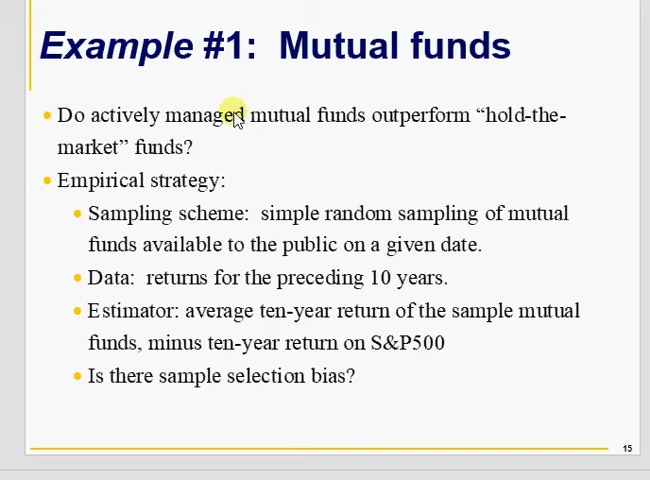 Example #1: Mutual funds
Do actively managed mutual funds outperform “hold-the-
market” funds?
Empirical strategy:
Sampling scheme: simple random sampling of mutual
funds available to the public on a given date.
Data: returns for the preceding 10 years.
Estimator: average ten-year return of the sample mutual
funds, minus ten-year return on S&P500
Is there sample selection bias?
15